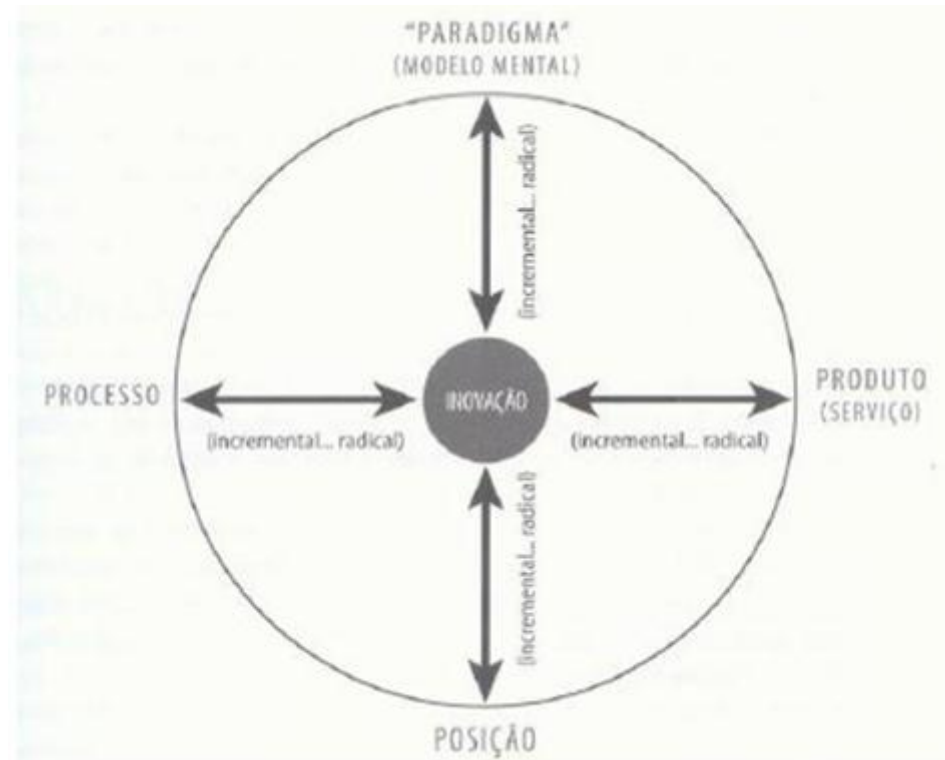 "PARADIGMA"
(MODELO MENTAL)
(incremental... radical)
PROCESSO
INOVAÇÃO
PRODUTO
(SERVIÇO)
(incremental... radical)
(incremental... radical)
(incremental... radical)
POSIÇÃO